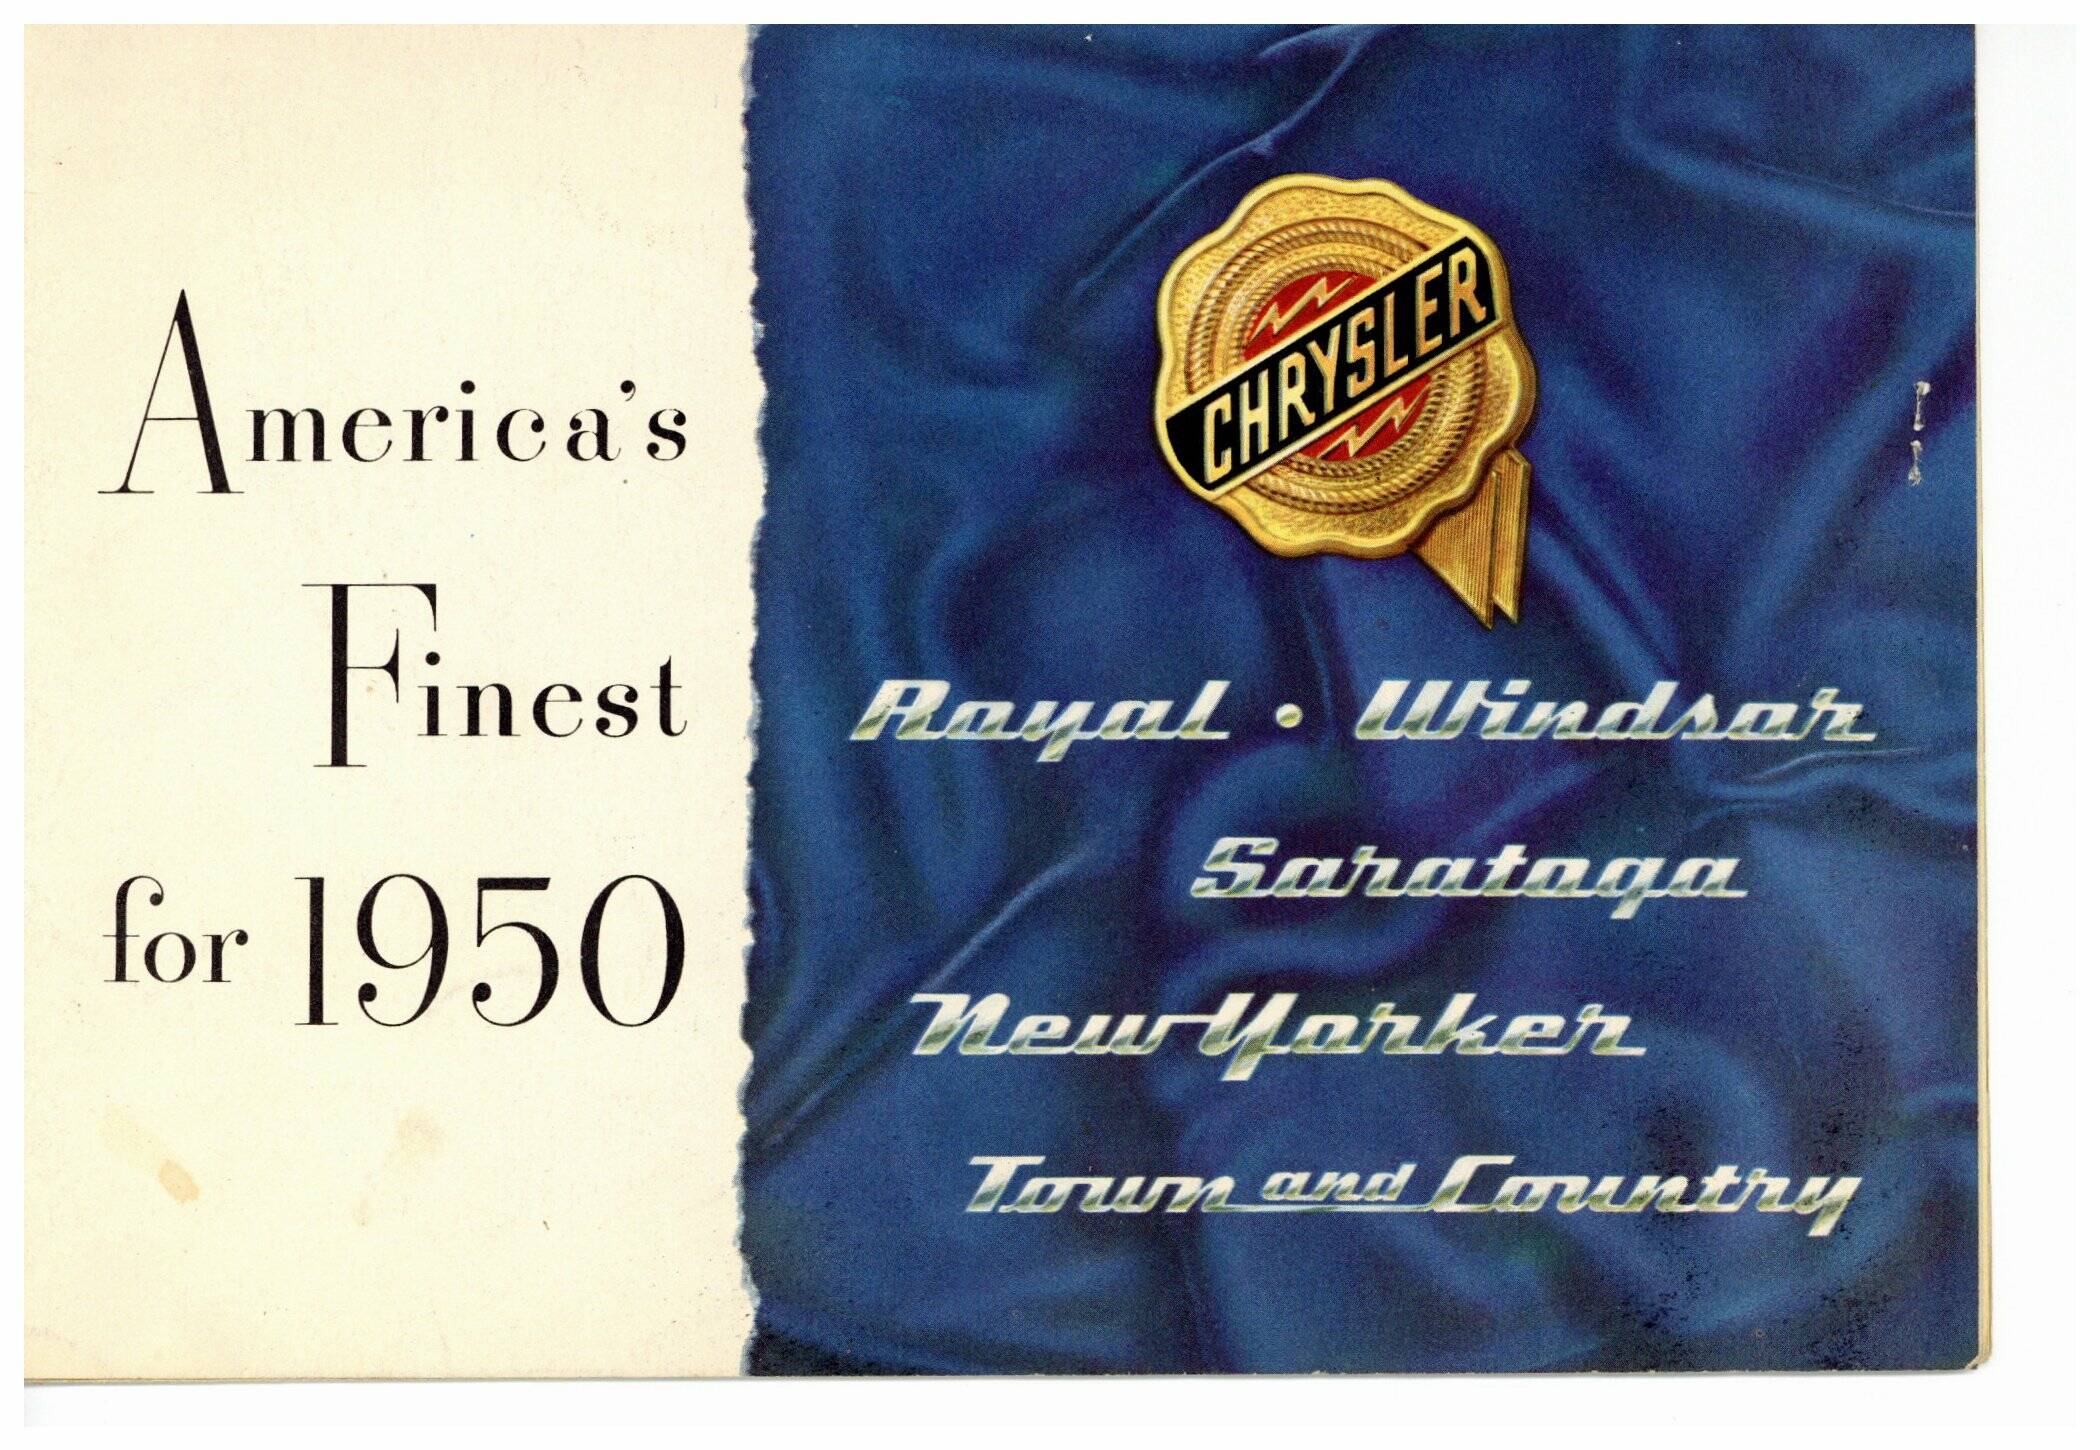 America's
Finest
for 1950
CHRYSLER
Royal • Windsor
Saratoga
New Yorker
Town and Country